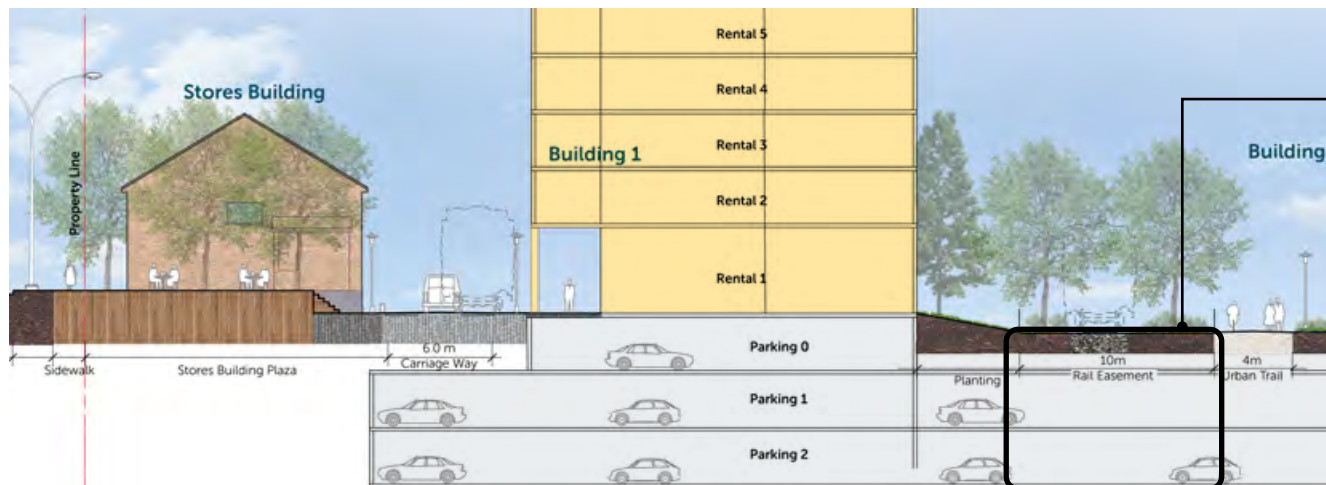 Stores Building
Property Line
Building 1
Rental 5
Rental 4
Rental 3
Rental 2
Rental 1
Building
Parking 0
Parking 1
Parking 2
Sidewalk
Stores Building Plaza
6.0 m
Carriage Way
Planting
10m
Rail Easement
4m
Urban Trail